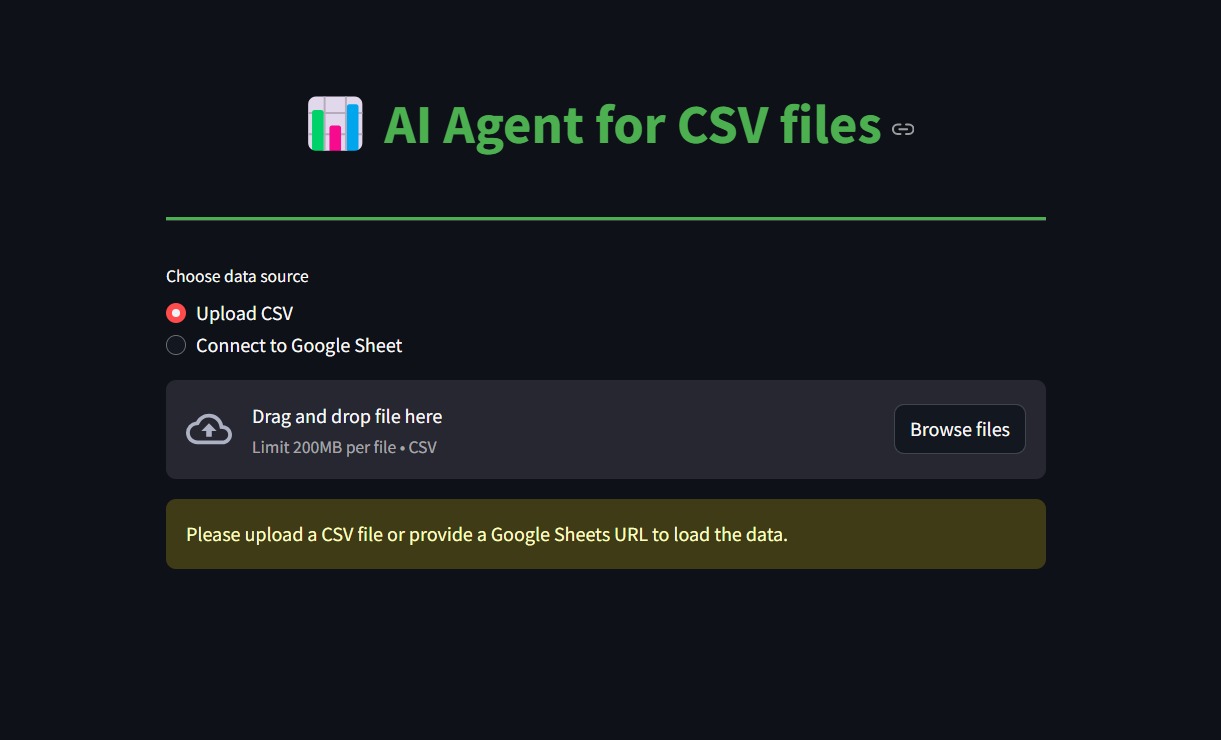 AI Agent for CSV files
Choose data source
Upload CSV
Connect to Google Sheet
Drag and drop file here
Limit 200MB per file • CSV
Browse files
Please upload a CSV file or provide a Google Sheets URL to load the data.